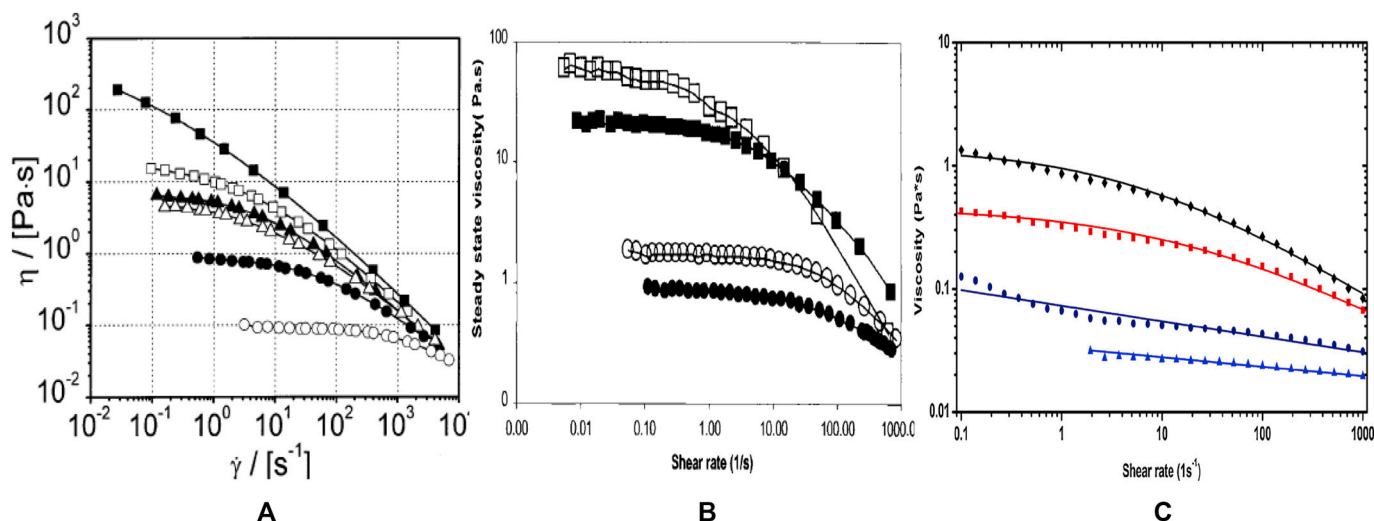 η / [Pa·s]
10²
10¹
10⁰
10⁻¹
10⁻²
10⁻² 10⁻¹ 10⁰ 10¹ 10² 10³ 10
γ̇ / [s⁻¹]
A
Steady state viscosity( Pa.s)
100
10
1
0
0.00 0.01 0.10 1.00 10.00 100.00 1000.0
Shear rate (1/s)
B
Viscosity (Pa*s)
10
1
0.1
0.01
0.1 1 10 100 1000
Shear rate (1s⁻¹)
C